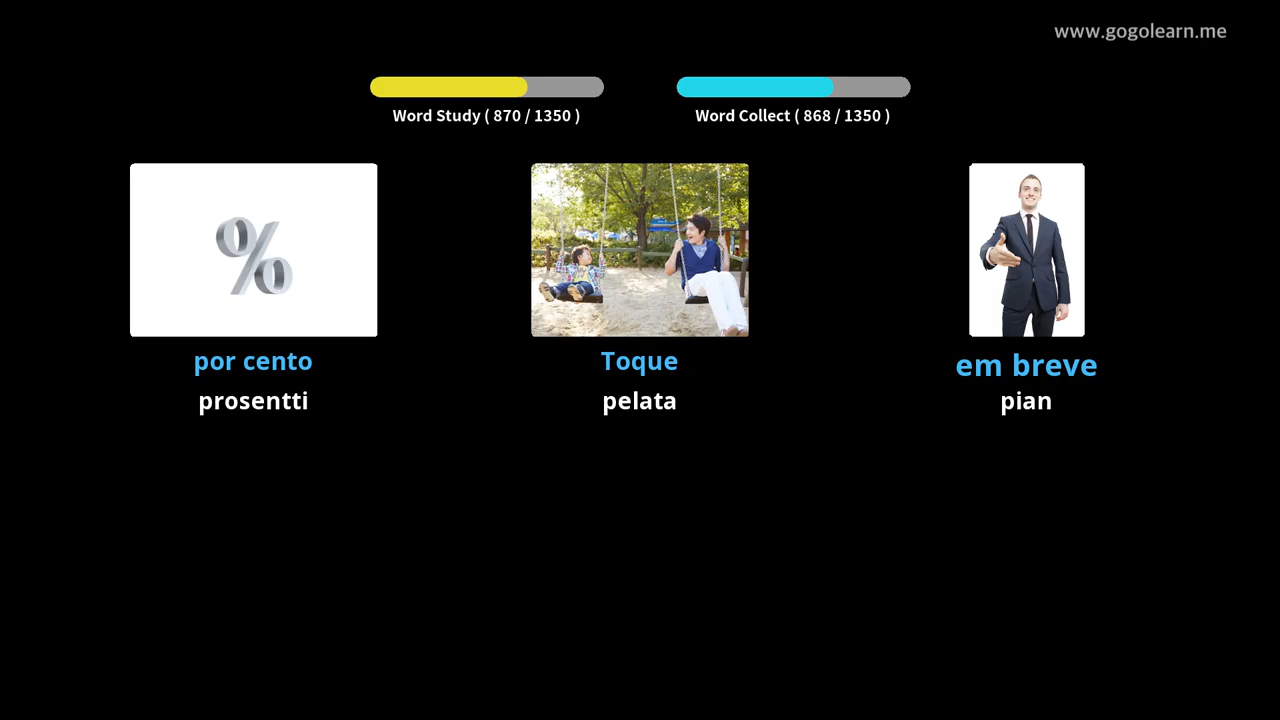 www.gogolearn.me
Word Study ( 870 / 1350 )
Word Collect ( 868 / 1350 )
%
por cento
Toque
em breve
prosentti
pelata
pian